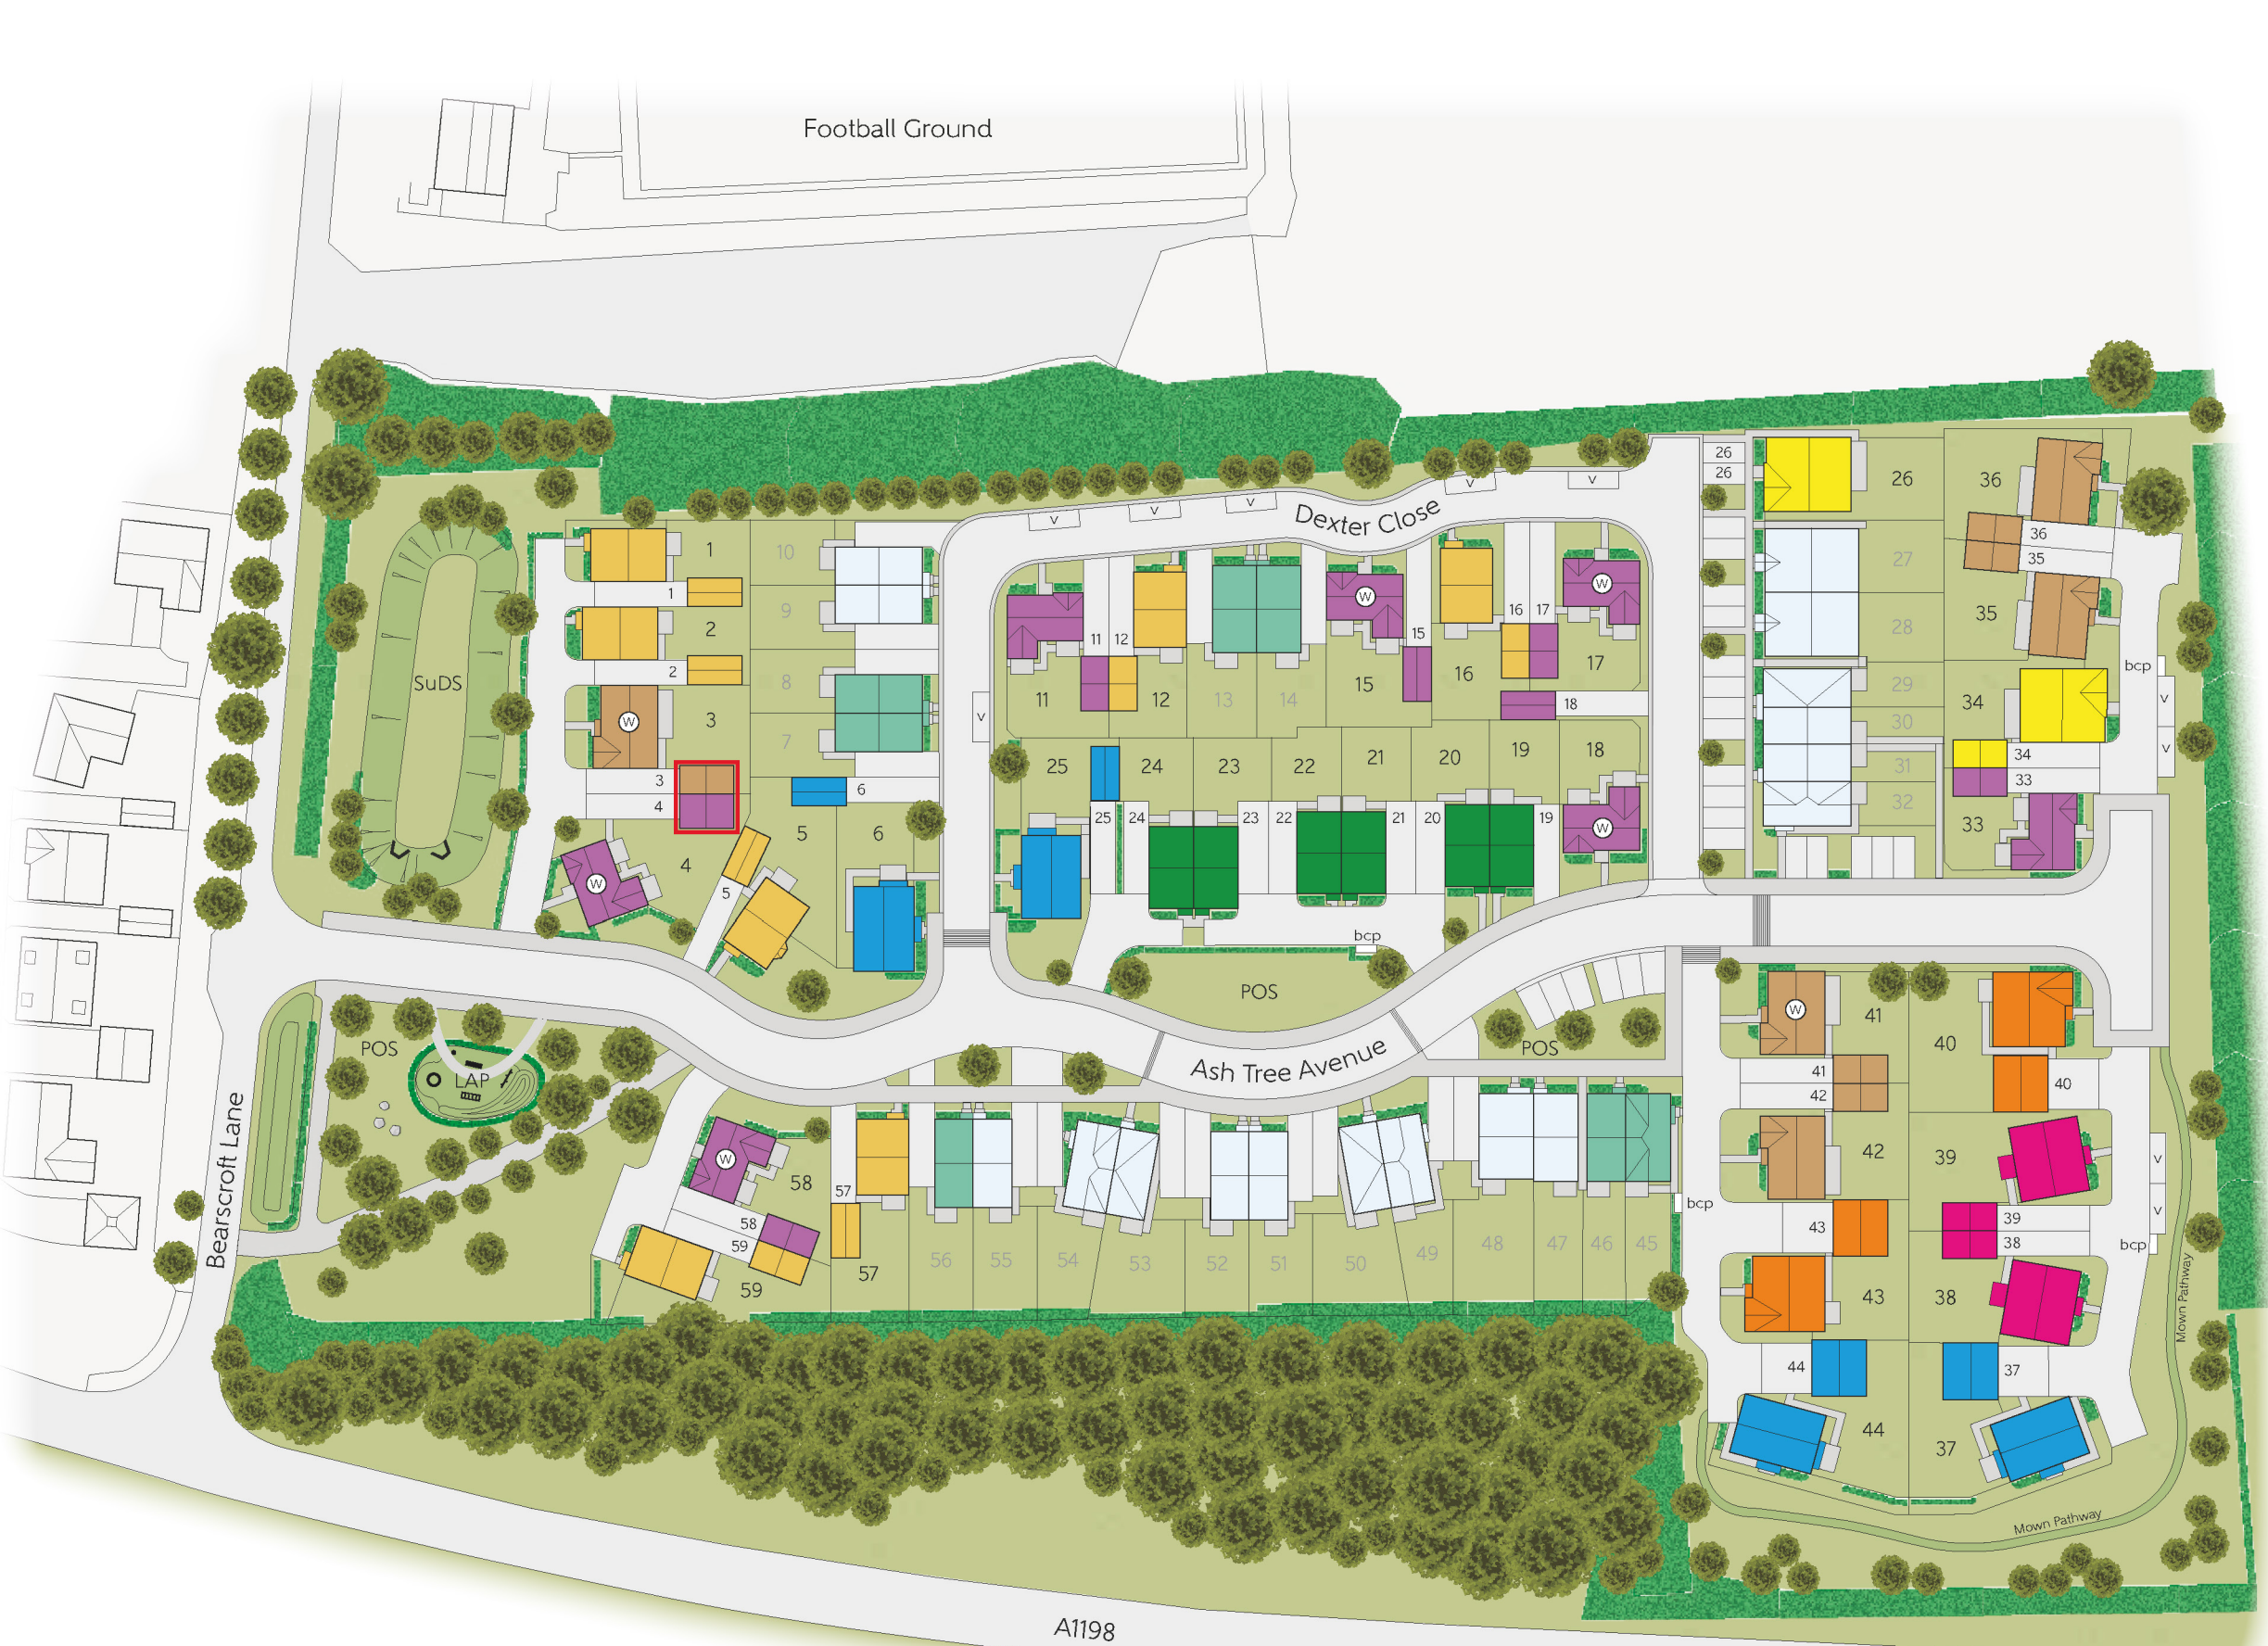 Football Ground
Dexter Close
V
V
V
V
V
26
26
26
36
1
10
27
36
35
1
9
W
W
W
2
11
12
15
16
17
28
35
2
8
11
12
13
14
15
16
17
bcp
SuDS
3
W
18
29
34
V
V
7
V
30
3
4
6
25
24
23
22
21
20
19
18
31
34
33
32
5
6
25
24
23
22
21
20
19
W
33
4
W
5
bcp
POS
W
41
40
POS
LAP
Ash Tree Avenue
POS
41
42
40
Bearscroft Lane
W
58
57
42
39
V
bcp
58
59
43
39
38
V
bcp
57
56
55
54
53
52
51
50
49
48
47
46
45
59
43
38
Mown Pathway
44
37
44
37
Mown Pathway
A1198